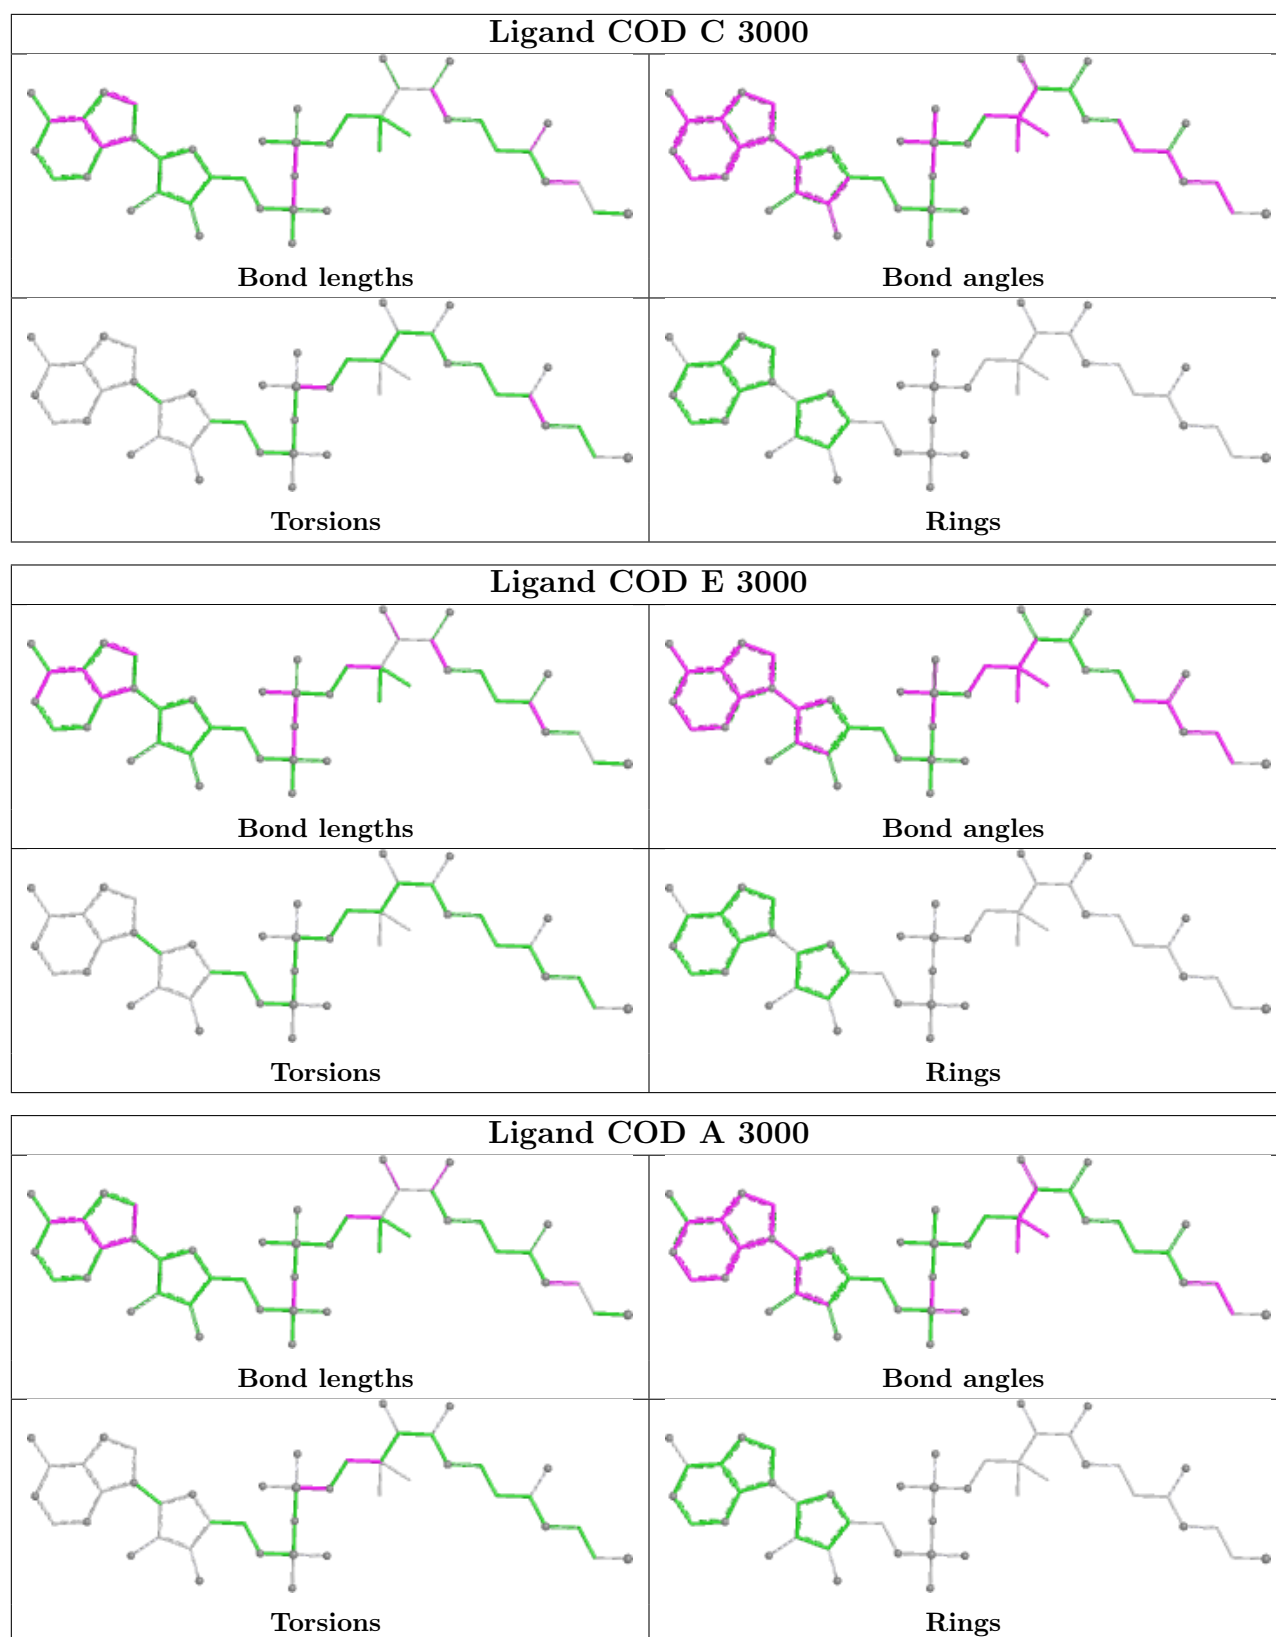 Ligand COD C 3000
Bond lengths
Bond angles
Torsions
Rings
Ligand COD E 3000
Bond lengths
Bond angles
Torsions
Rings
Ligand COD A 3000
Bond lengths
Bond angles
Torsions
Rings